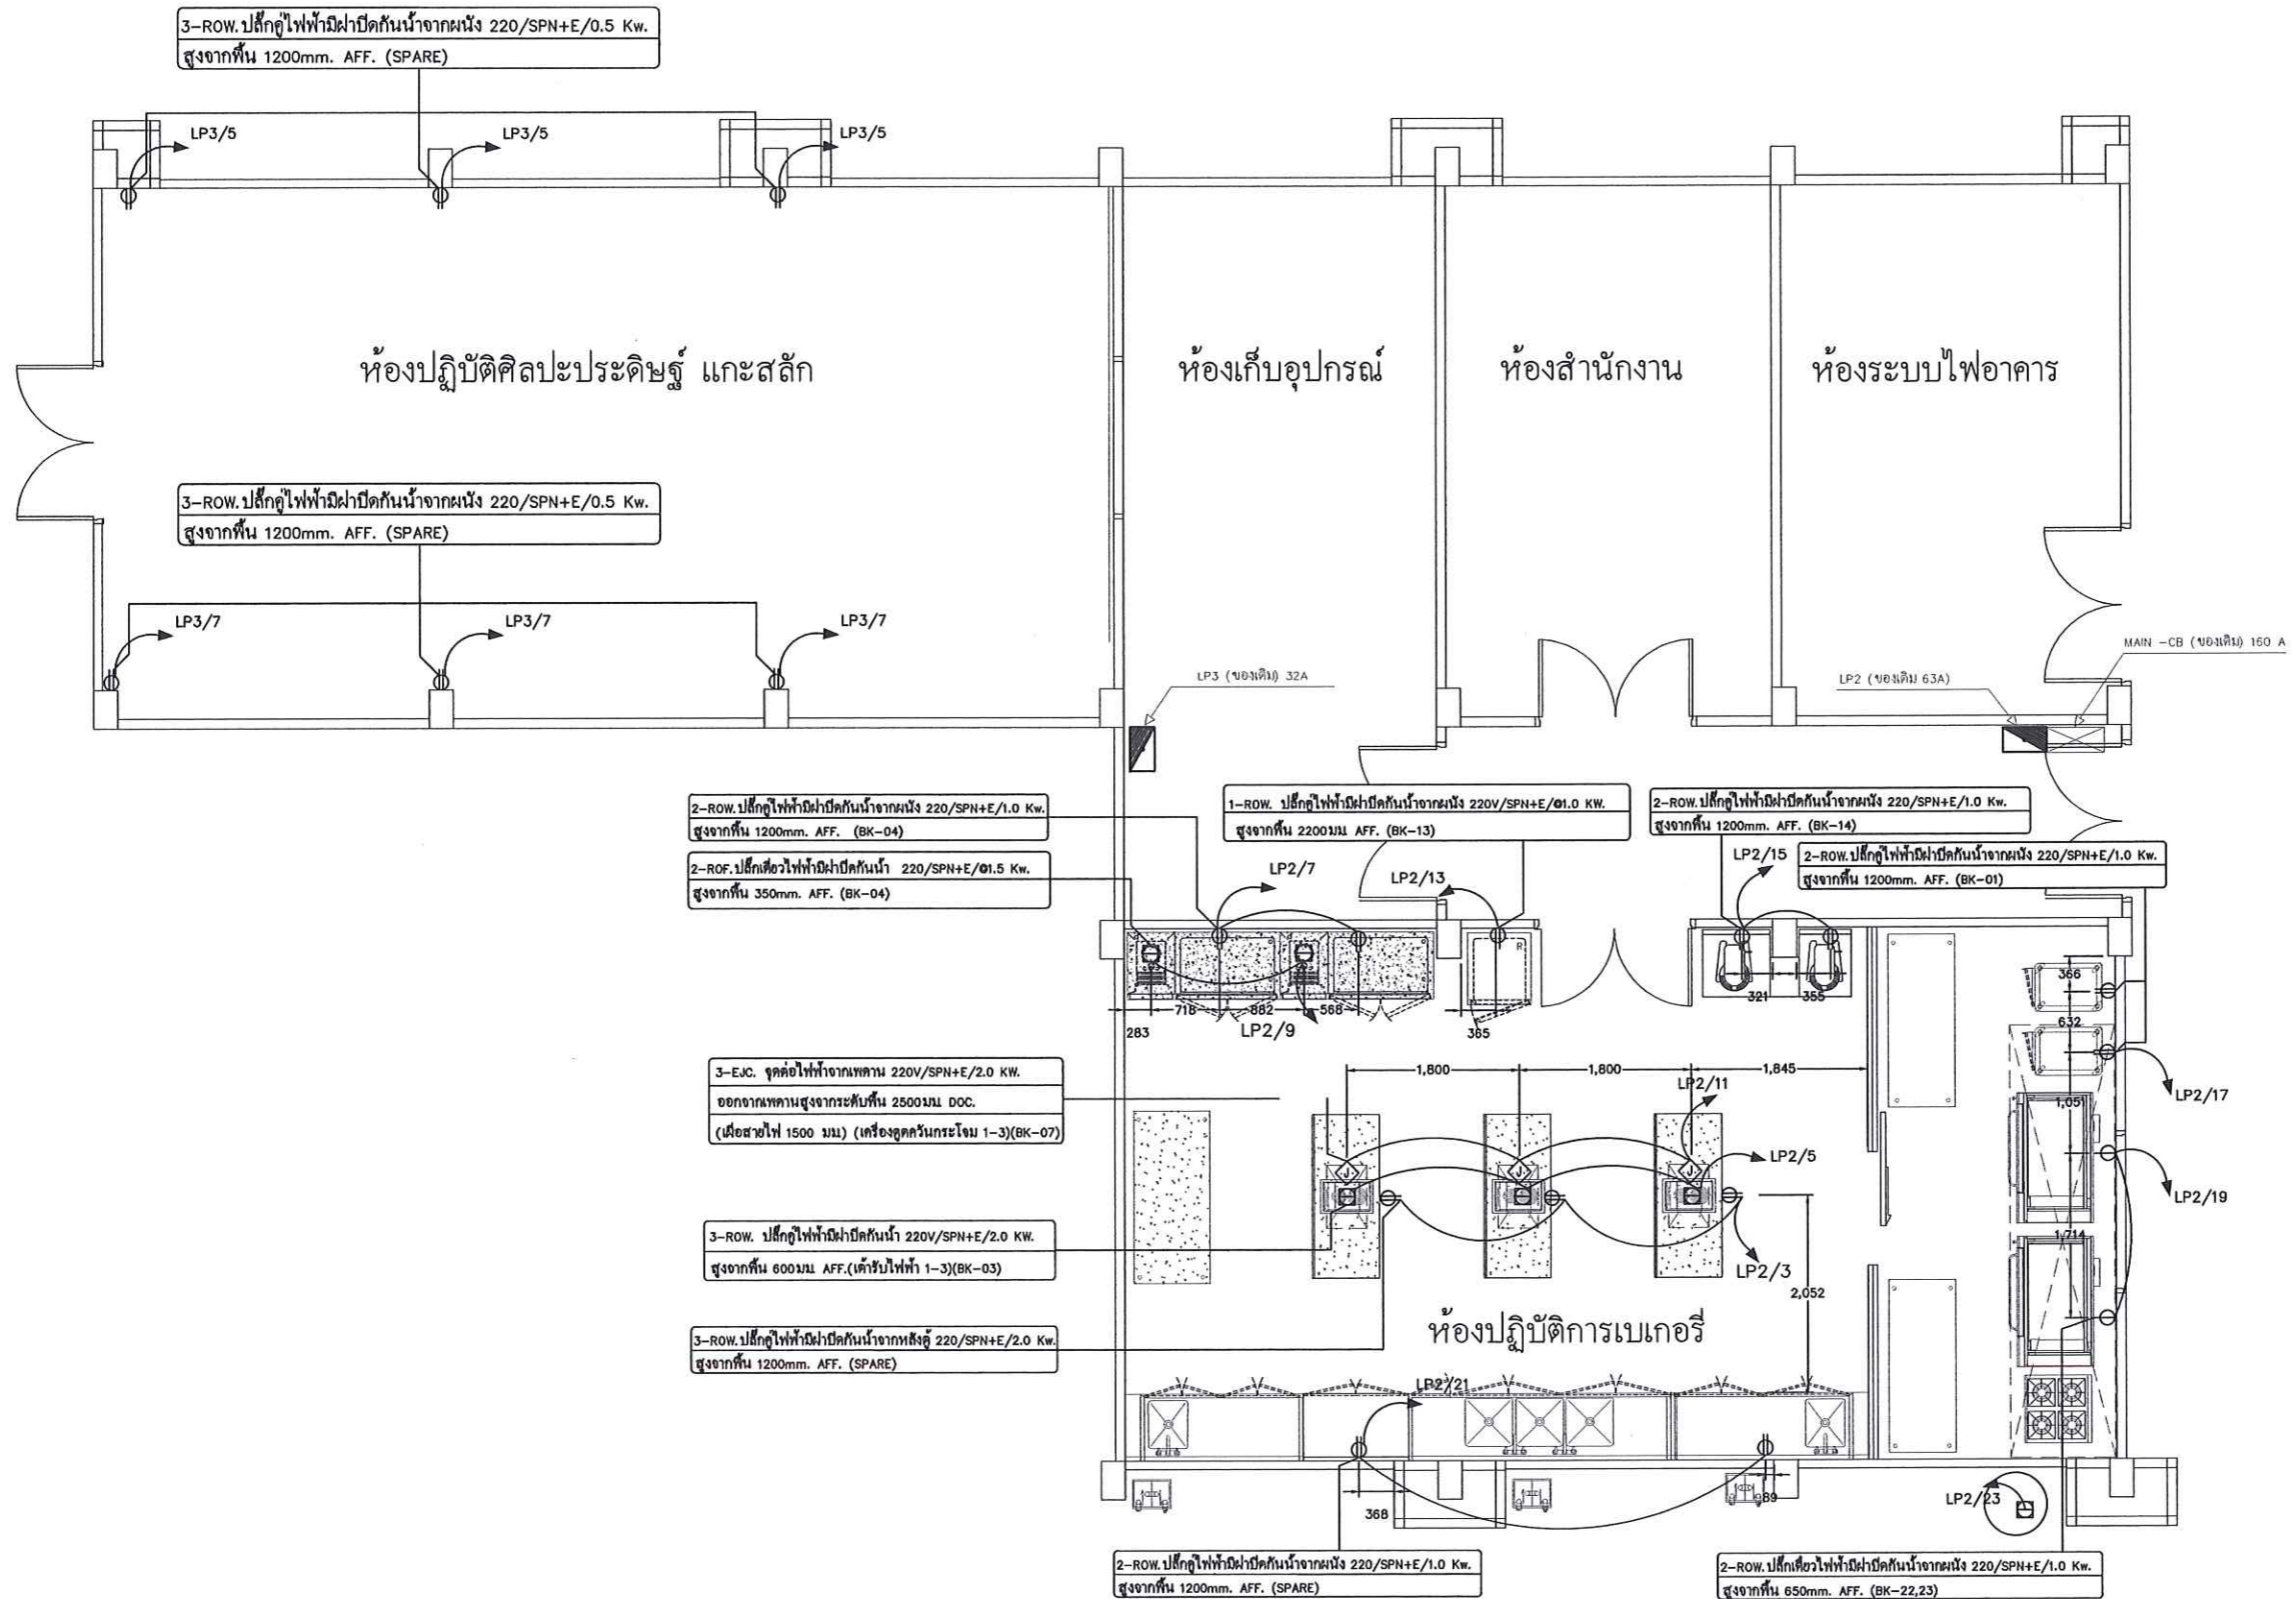 3-ROW.ปลั๊กคู่ไฟฟ้ามีฝาปิดกันน้ำจากผนัง 220/SPN+E/0.5 Kw.
สูงจากพื้น 1200mm. AFF. (SPARE)
LP3/5
LP3/5
LP3/5
ห้องปฏิบัติศิลปะประดิษฐ์ แกะสลัก
ห้องเก็บอุปกรณ์
ห้องสำนักงาน
ห้องระบบไฟอาคาร
3-ROW.ปลั๊กคู่ไฟฟ้ามีฝาปิดกันน้ำจากผนัง 220/SPN+E/0.5 Kw.
สูงจากพื้น 1200mm. AFF. (SPARE)
LP3/7
LP3/7
LP3/7
MAIN -CB (ของเดิม) 160 A
LP3 (ของเดิม) 32A
LP2 (ของเดิม 63A)
2-ROW.ปลั๊กคู่ไฟฟ้ามีฝาปิดกันน้ำจากผนัง 220/SPN+E/1.0 Kw.
สูงจากพื้น 1200mm. AFF. (BK-04)
1-ROW. ปลั๊กคู่ไฟฟ้ามีฝาปิดกันน้ำจากผนัง 220V/SPN+E/@1.0 KW.
สูงจากพื้น 2200มม AFF. (BK-13)
2-ROW.ปลั๊กคู่ไฟฟ้ามีฝาปิดกันน้ำจากผนัง 220/SPN+E/1.0 Kw.
สูงจากพื้น 1200mm. AFF. (BK-14)
2-ROF.ปลั๊กเดี่ยวไฟฟ้ามีฝาปิดกันน้ำ 220/SPN+E/@1.5 Kw.
สูงจากพื้น 350mm. AFF. (BK-04)
LP2/7
LP2/13
LP2/15
2-ROW.ปลั๊กคู่ไฟฟ้ามีฝาปิดกันน้ำจากผนัง 220/SPN+E/1.0 Kw.
สูงจากพื้น 1200mm. AFF. (BK-01)
R
366
321
355
718
882
568
632
283
LP2/9
365
3-EJC. จุดต่อไฟฟ้าจากเพดาน 220V/SPN+E/2.0 KW.
ออกจากเพดานสูงจากระดับพื้น 2500มม DOC.
(เผื่อสายไฟ 1500 มม) (เครื่องดูดควันกระโจม 1-3)(BK-07)
1,800
1,800
1,845
LP2/11
LP2/17
1,051
LP2/5
J
J
J
LP2/19
3-ROW. ปลั๊กคู่ไฟฟ้ามีฝาปิดกันน้ำ 220V/SPN+E/2.0 KW.
สูงจากพื้น 600มม AFF.(เต้ารับไฟฟ้า 1-3)(BK-03)
1,714
LP2/3
2,052
ห้องปฏิบัติการเบเกอรี่
3-ROW.ปลั๊กคู่ไฟฟ้ามีฝาปิดกันน้ำจากหลังตู้ 220/SPN+E/2.0 Kw.
สูงจากพื้น 1200mm. AFF. (SPARE)
LP2/21
LP2/23
89
368
2-ROW.ปลั๊กคู่ไฟฟ้ามีฝาปิดกันน้ำจากผนัง 220/SPN+E/1.0 Kw.
สูงจากพื้น 1200mm. AFF. (SPARE)
2-ROW.ปลั๊กเดี่ยวไฟฟ้ามีฝาปิดกันน้ำจากผนัง 220/SPN+E/1.0 Kw.
สูงจากพื้น 650mm. AFF. (BK-22,23)